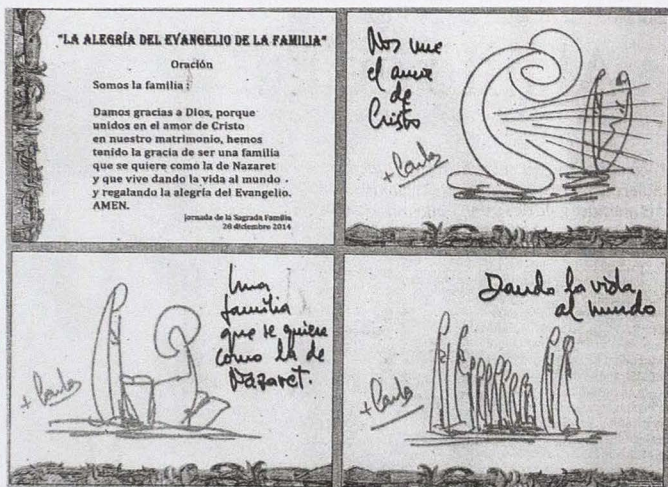 "LA ALEGRÍA DEL EVANGELIO DE LA FAMILIA"
Oración
Somos la familia :
Damos gracias a Dios, porque
unidos en el amor de Cristo
en nuestro matrimonio, hemos
tenido la gracia de ser una familia
que se quiere como la de Nazaret
y que vive dando la vida al mundo .
y regalando la alegría del Evangelio.
AMEN.
Jornada de la Sagrada Familia
28 diciembre 2014
Nos une
el amor
de
Cristo
+ Carlos
Una
familia
que se quiere
como la de
Nazaret.
+ Carlos
Dando la vida
al mundo
+ Carlos